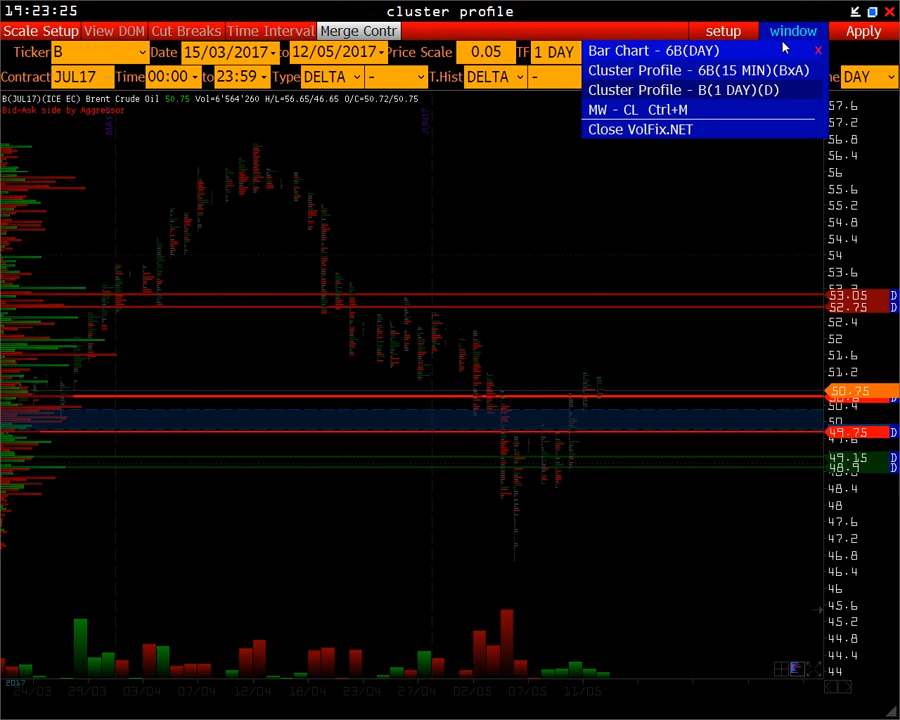 19:23:25
cluster profile
Scale Setup View DOM Cut Breaks Time Interval Merge Contr setup window Apply
Ticker B Date 15/03/2017 to 12/05/2017 Price Scale 0.05 TF 1 DAY
Contract JUL17 Time 00:00 - 23:59 Type DELTA - T.Hist DELTA - DAY
Bar Chart - 6B(DAY) x
Cluster Profile - 6B(15 MIN)(BxA)
Cluster Profile - B(1 DAY)(D)
MW - CL Ctrl+M
Close VolFix.NET
B(JUL17)(ICE EC) Brent Crude Oil 50.75 Vol=6'564'260 H/L=56.65/46.65 O/C=50.72/50.75
Bid-Ask side by Aggressor
MAY
JUN17
57.6
57.2
56.8
56.4
56
55.6
55.2
54.8
54.4
54
53.6
53.05 D
52.75 D
52.4
52
51.6
51.2
50.75
50.4
50
49.75 D
49.15 D
48.9 D
48.4
48
47.6
47.2
46.8
46.4
46
45.6
45.2
44.8
44.4
44
2017
24/03 29/03 03/04 07/04 12/04 18/04 23/04 27/04 02/05 07/05 11/05